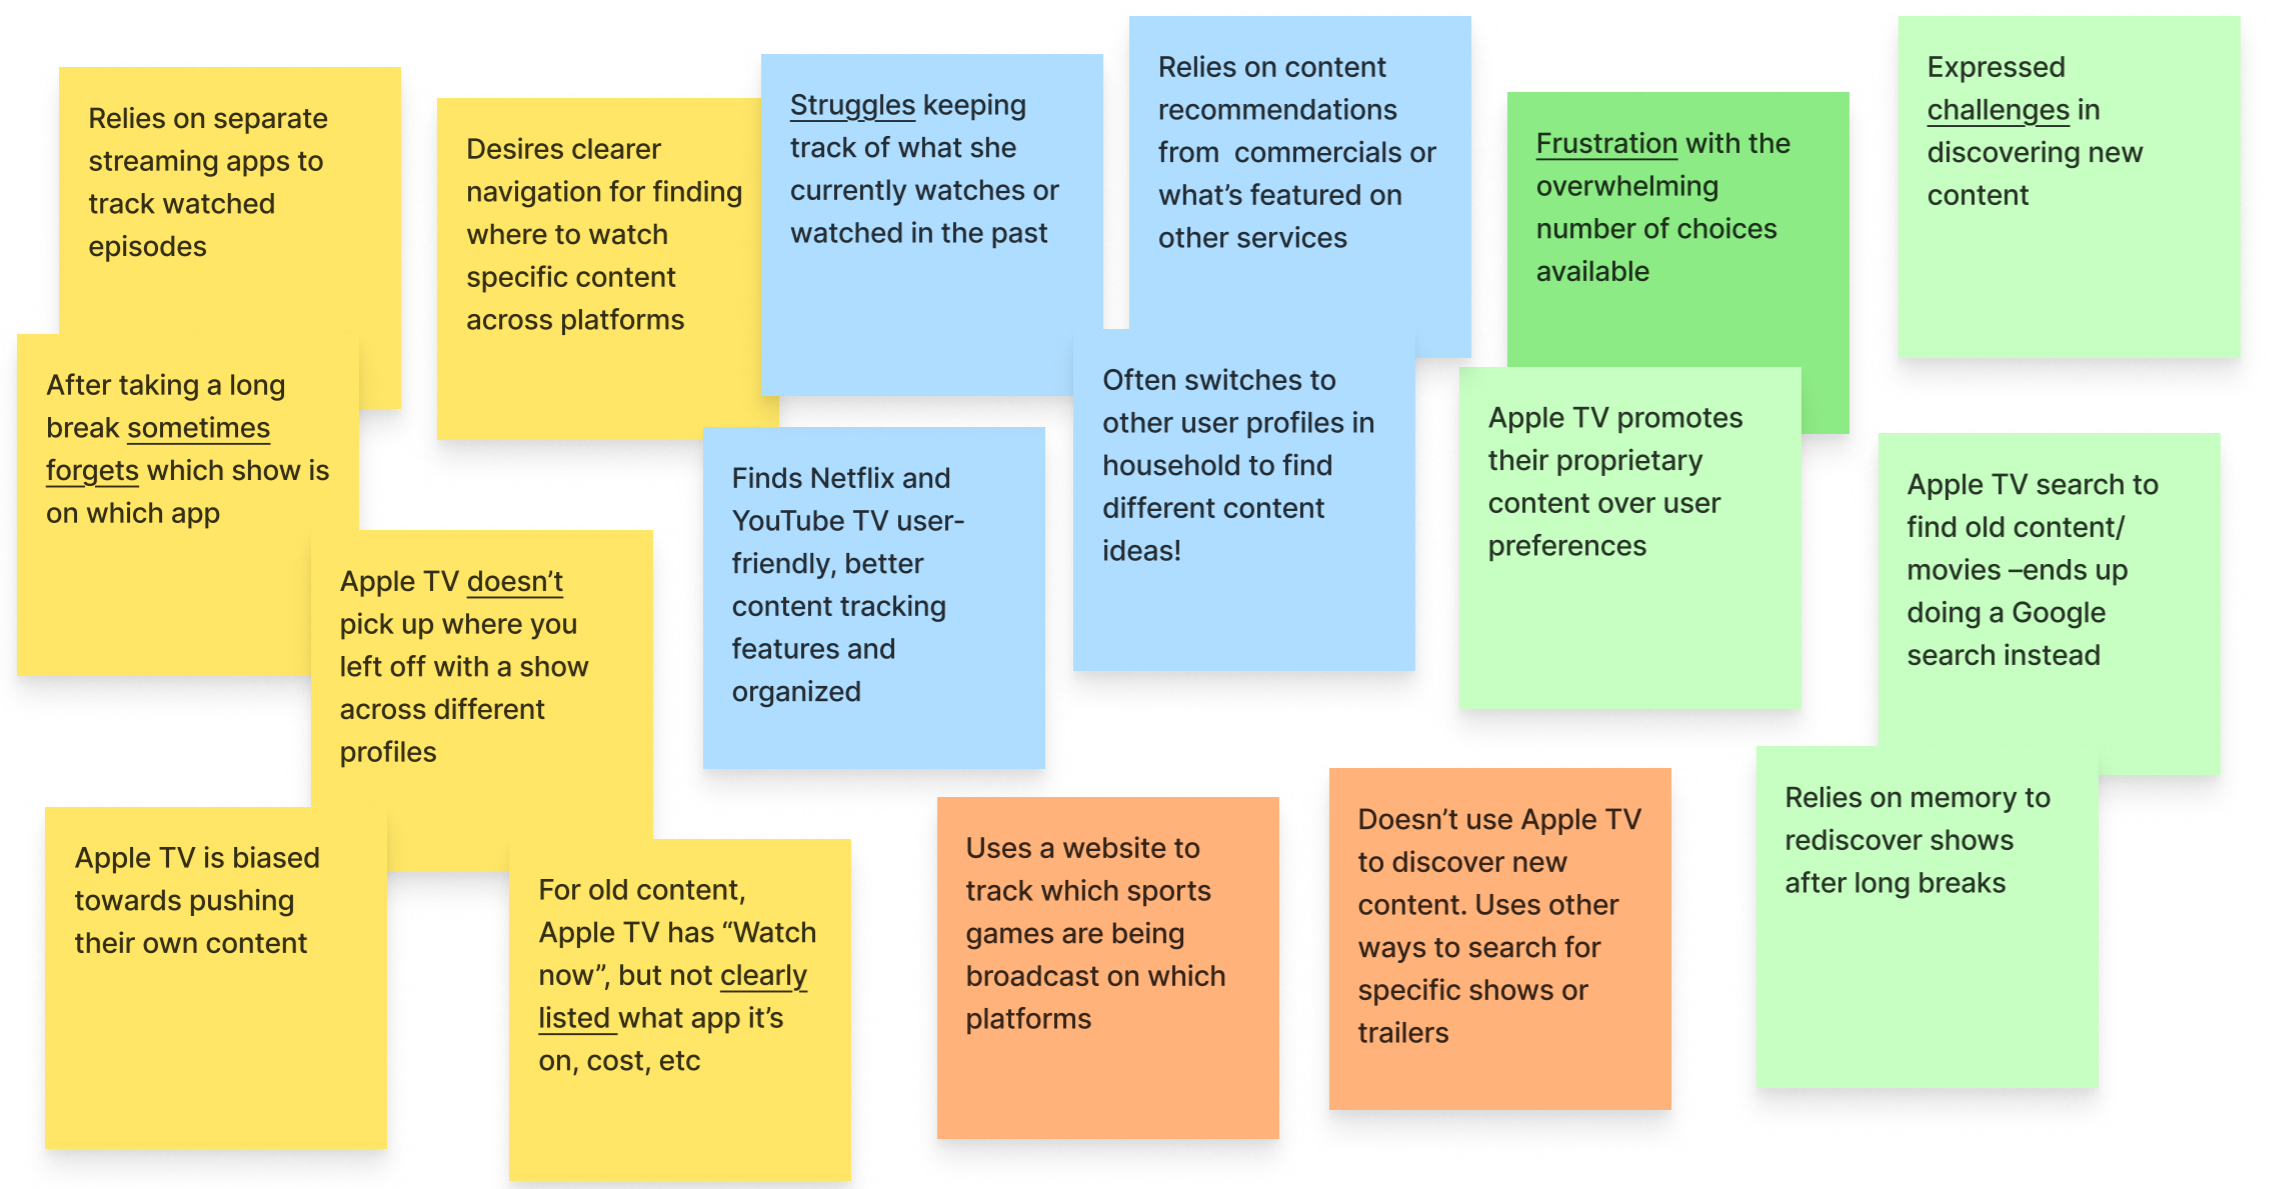 Relies on separate
streaming apps to
track watched
episodes
Desires clearer
navigation for finding
where to watch
specific content
across platforms
Struggles keeping
track of what she
currently watches or
watched in the past
Relies on content
recommendations
from  commercials or
what’s featured on
other services
Frustration with the
overwhelming
number of choices
available
Expressed
challenges in
discovering new
content
After taking a long
break sometimes
forgets which show is
on which app
Apple TV doesn’t
pick up where you
left off with a show
across different
profiles
Finds Netflix and
YouTube TV user-
friendly, better
content tracking
features and
organized
Often switches to
other user profiles in
household to find
different content
ideas!
Apple TV promotes
their proprietary
content over user
preferences
Apple TV search to
find old content/
movies –ends up
doing a Google
search instead
Apple TV is biased
towards pushing
their own content
For old content,
Apple TV has “Watch
now”, but not clearly
listed what app it’s
on, cost, etc
Uses a website to
track which sports
games are being
broadcast on which
platforms
Doesn’t use Apple TV
to discover new
content. Uses other
ways to search for
specific shows or
trailers
Relies on memory to
rediscover shows
after long breaks